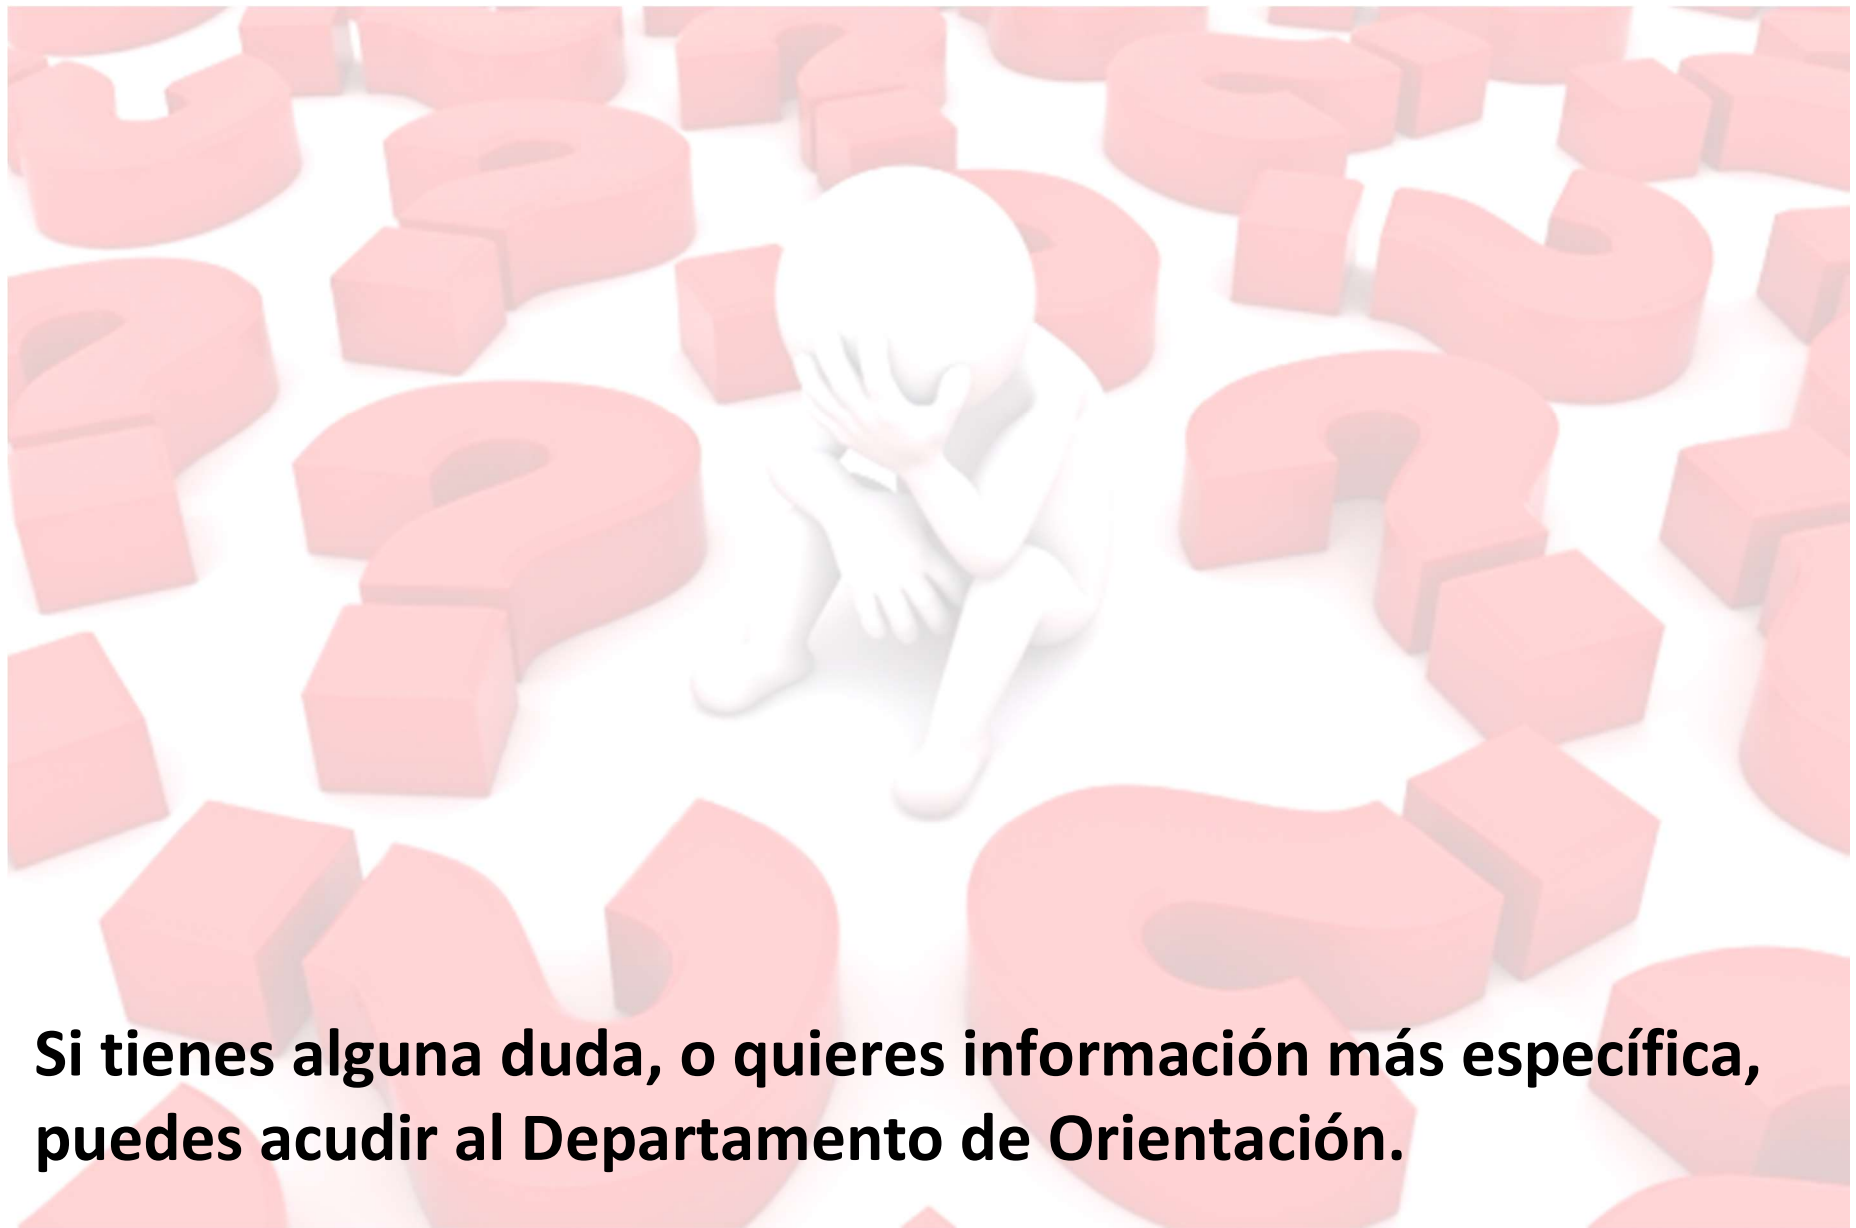 Si tienes alguna duda, o quieres información más específica,
puedes acudir al Departamento de Orientación.